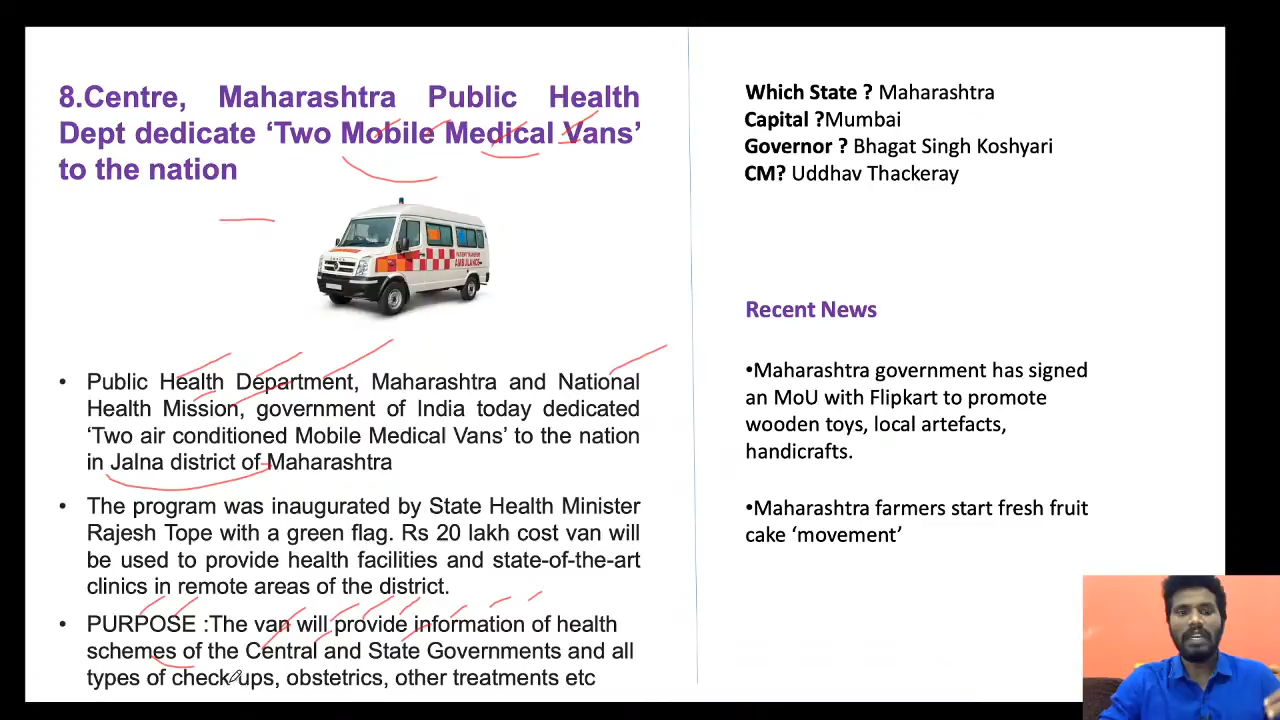 8.Centre, Maharashtra Public Health
Dept dedicate ‘Two Mobile Medical Vans’
to the nation
PATIENT TRANSPORT
AMBULANCE
• Public Health Department, Maharashtra and National
Health Mission, government of India today dedicated
‘Two air conditioned Mobile Medical Vans’ to the nation
in Jalna district of Maharashtra
• The program was inaugurated by State Health Minister
Rajesh Tope with a green flag. Rs 20 lakh cost van will
be used to provide health facilities and state-of-the-art
clinics in remote areas of the district.
• PURPOSE :The van will provide information of health
schemes of the Central and State Governments and all
types of checkups, obstetrics, other treatments etc
Which State ? Maharashtra
Capital ?Mumbai
Governor ? Bhagat Singh Koshyari
CM? Uddhav Thackeray
Recent News
•Maharashtra government has signed
an MoU with Flipkart to promote
wooden toys, local artefacts,
handicrafts.
•Maharashtra farmers start fresh fruit
cake ‘movement’